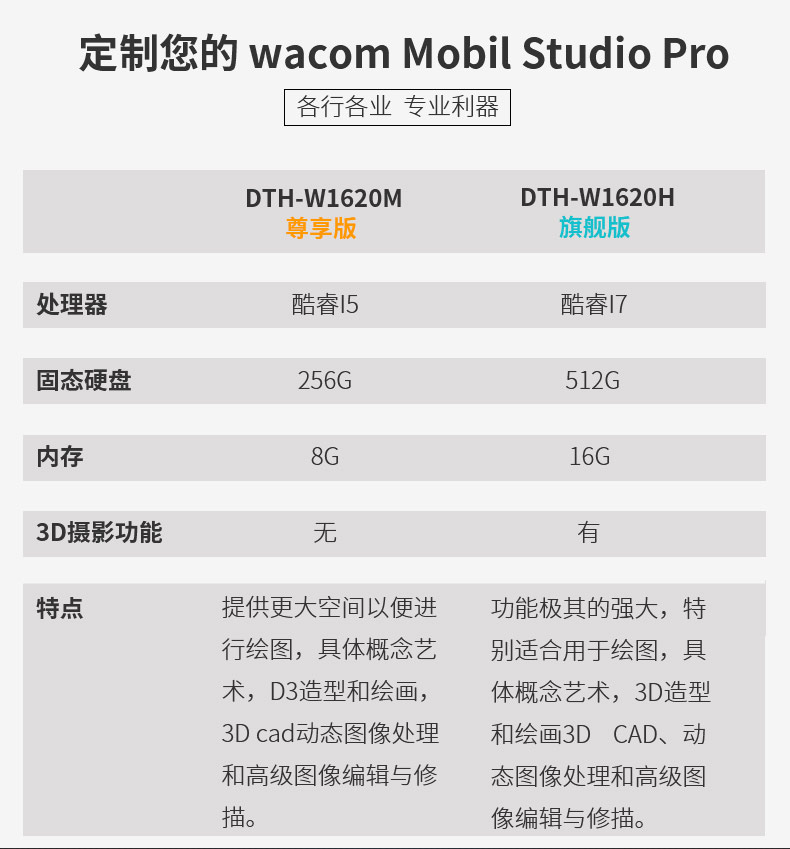 定制您的 wacom Mobil Studio Pro
各行各业 专业利器
DTH-W1620M DTH-W1620H
尊享版 旗舰版
处理器 酷睿I5 酷睿I7
固态硬盘 256G 512G
内存 8G 16G
3D摄影功能 无 有
特点
提供更大空间以便进
行绘图，具体概念艺
术，D3造型和绘画，
3D cad动态图像处理
和高级图像编辑与修
描。
功能极其的强大，特
别适合用于绘图，具
体概念艺术，3D造型
和绘画3D CAD、动
态图像处理和高级图
像编辑与修描。